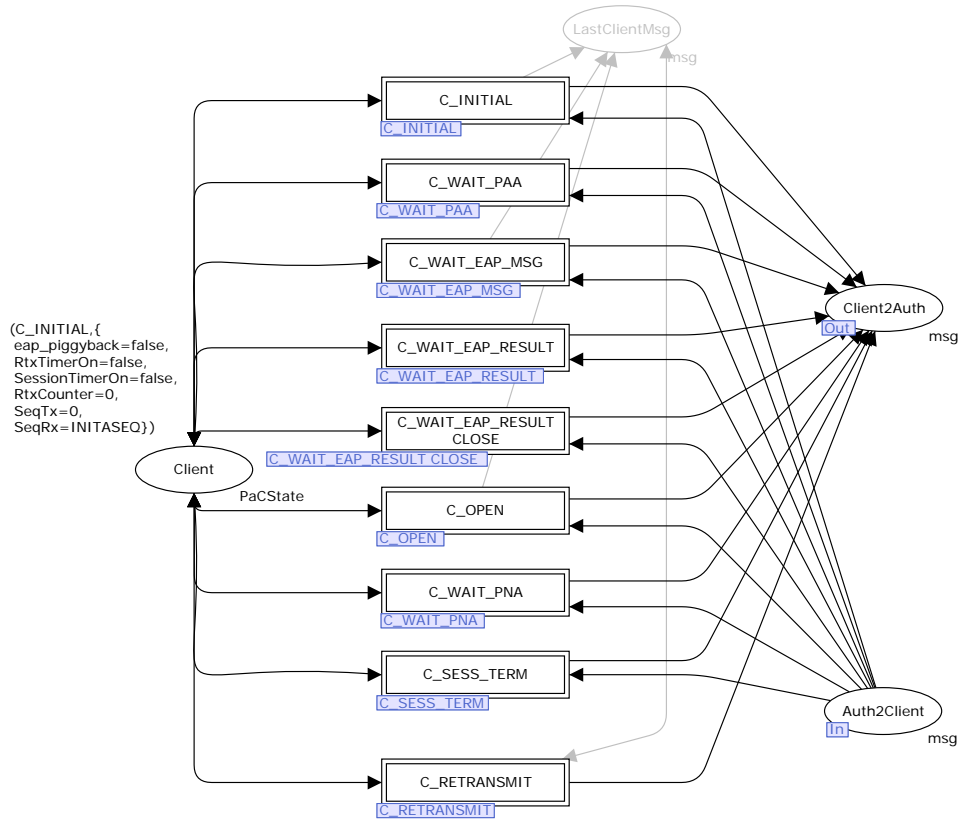 LastClientMsg
msg
C_INITIAL
C_INITIAL
C_WAIT_PAA
C_WAIT_PAA
C_WAIT_EAP_MSG
C_WAIT_EAP_MSG
Client2Auth
Out
msg
(C_INITIAL,{
eap_piggyback=false,
RtxTimerOn=false,
SessionTimerOn=false,
RtxCounter=0,
SeqTx=0,
SeqRx=INITASEQ})
C_WAIT_EAP_RESULT
C_WAIT_EAP_RESULT
C_WAIT_EAP_RESULT
CLOSE
C_WAIT_EAP_RESULT CLOSE
Client
PaCState
C_OPEN
C_OPEN
C_WAIT_PNA
C_WAIT_PNA
C_SESS_TERM
C_SESS_TERM
Auth2Client
In
msg
C_RETRANSMIT
C_RETRANSMIT